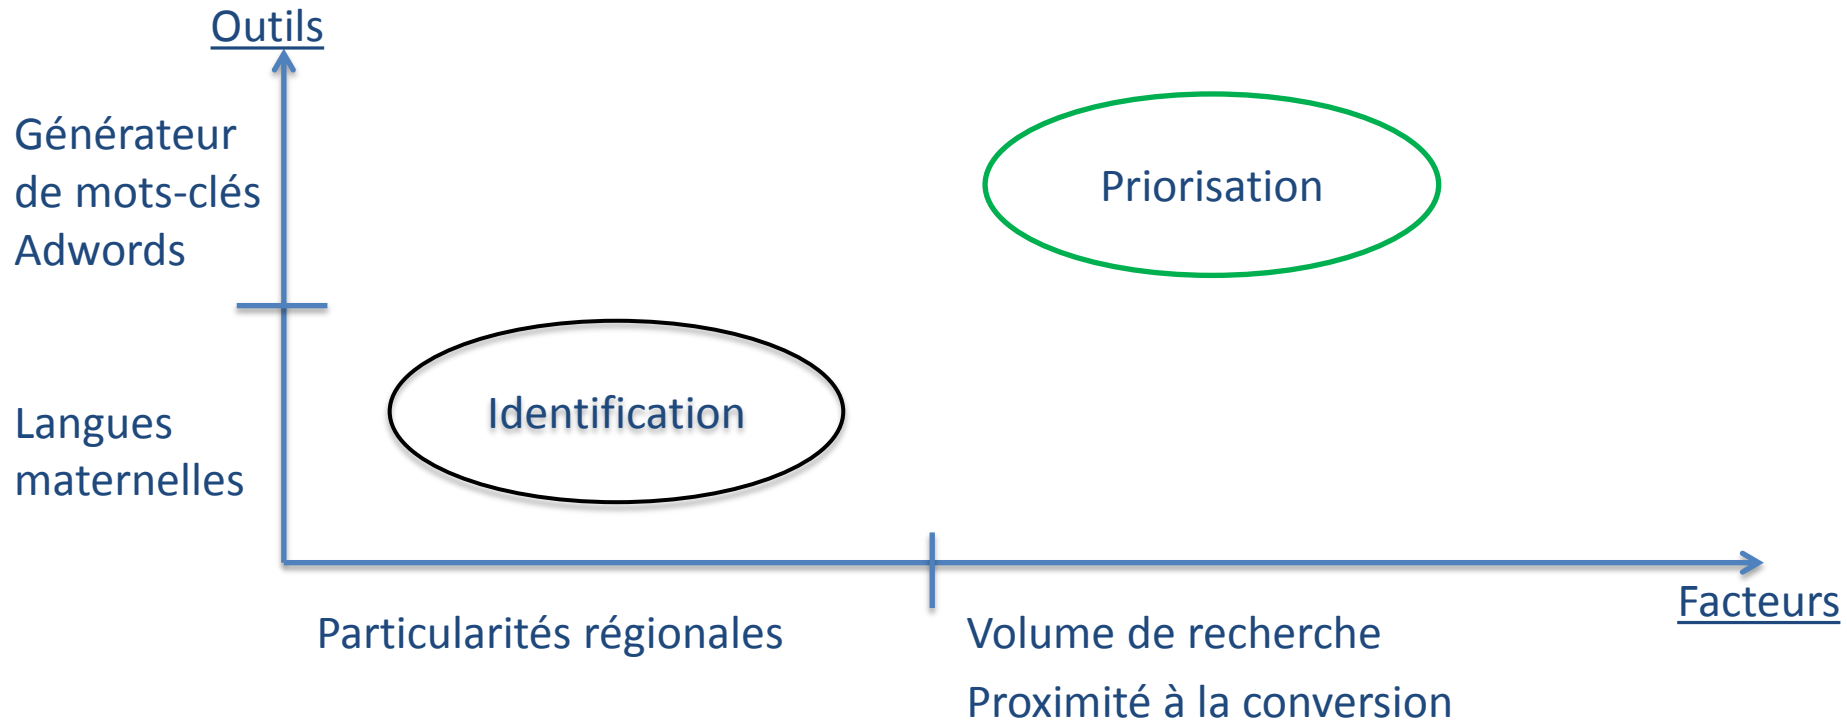 Outils
Générateur
de mots-clés
Adwords
Priorisation
Identification
Langues
maternelles
Facteurs
Particularités régionales
Volume de recherche
Proximité à la conversion